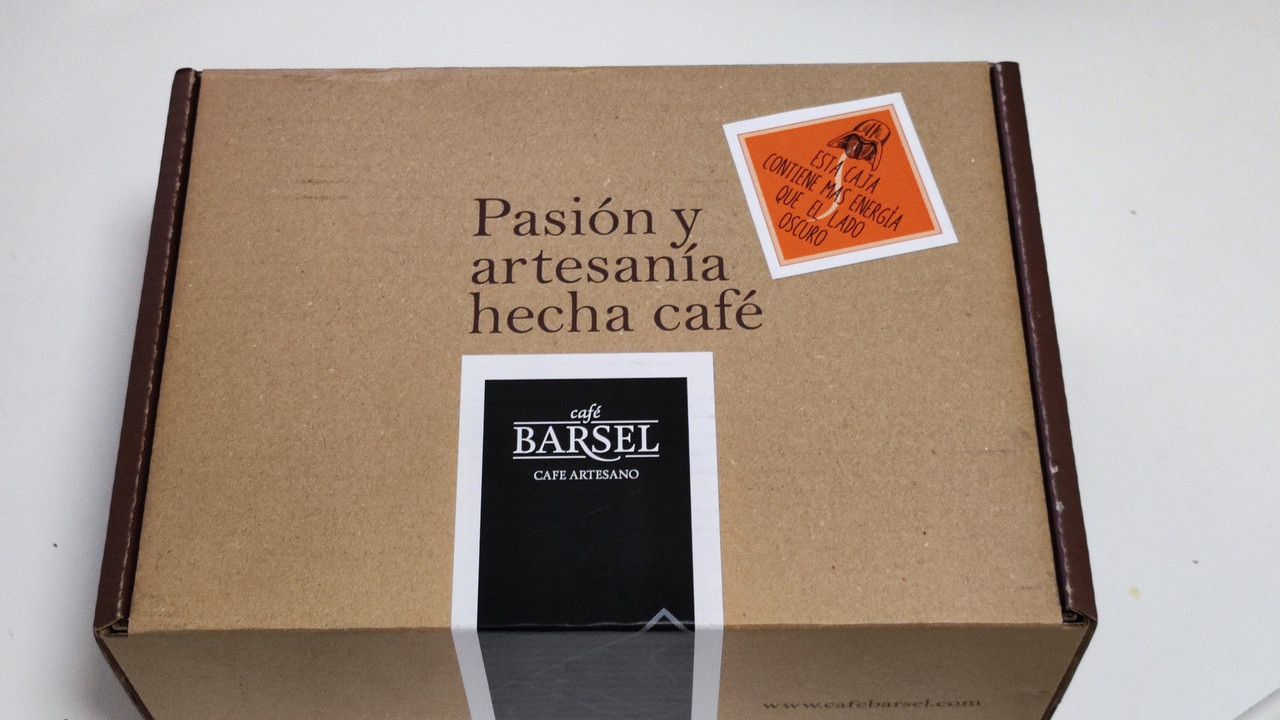 Pasión y
artesanía
hecha café
ESTA CAJA
CONTIENE MAS ENERGÍA
QUE EL LADO
OSCURO
café
BARSEL
CAFE ARTESANO
www.cafebarsel.com